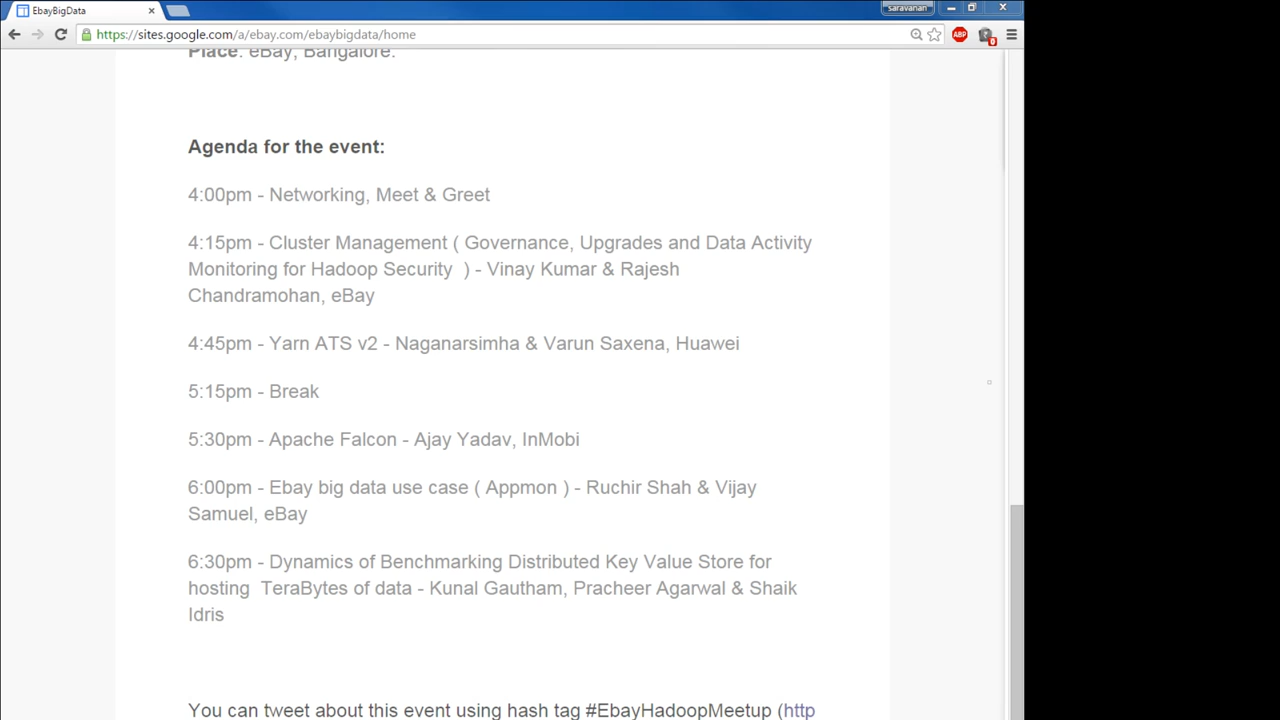 EbayBigData
saravanan
https://sites.google.com/a/ebay.com/ebaybigdata/home
ABP
0
Place: eBay, Bangalore.
Agenda for the event:
4:00pm - Networking, Meet & Greet
4:15pm - Cluster Management ( Governance, Upgrades and Data Activity
Monitoring for Hadoop Security  ) - Vinay Kumar & Rajesh
Chandramohan, eBay
4:45pm - Yarn ATS v2 - Naganarsimha & Varun Saxena, Huawei
5:15pm - Break
5:30pm - Apache Falcon - Ajay Yadav, InMobi
6:00pm - Ebay big data use case ( Appmon ) - Ruchir Shah & Vijay
Samuel, eBay
6:30pm - Dynamics of Benchmarking Distributed Key Value Store for
hosting  TeraBytes of data - Kunal Gautham, Pracheer Agarwal & Shaik
Idris
You can tweet about this event using hash tag #EbayHadoopMeetup (http